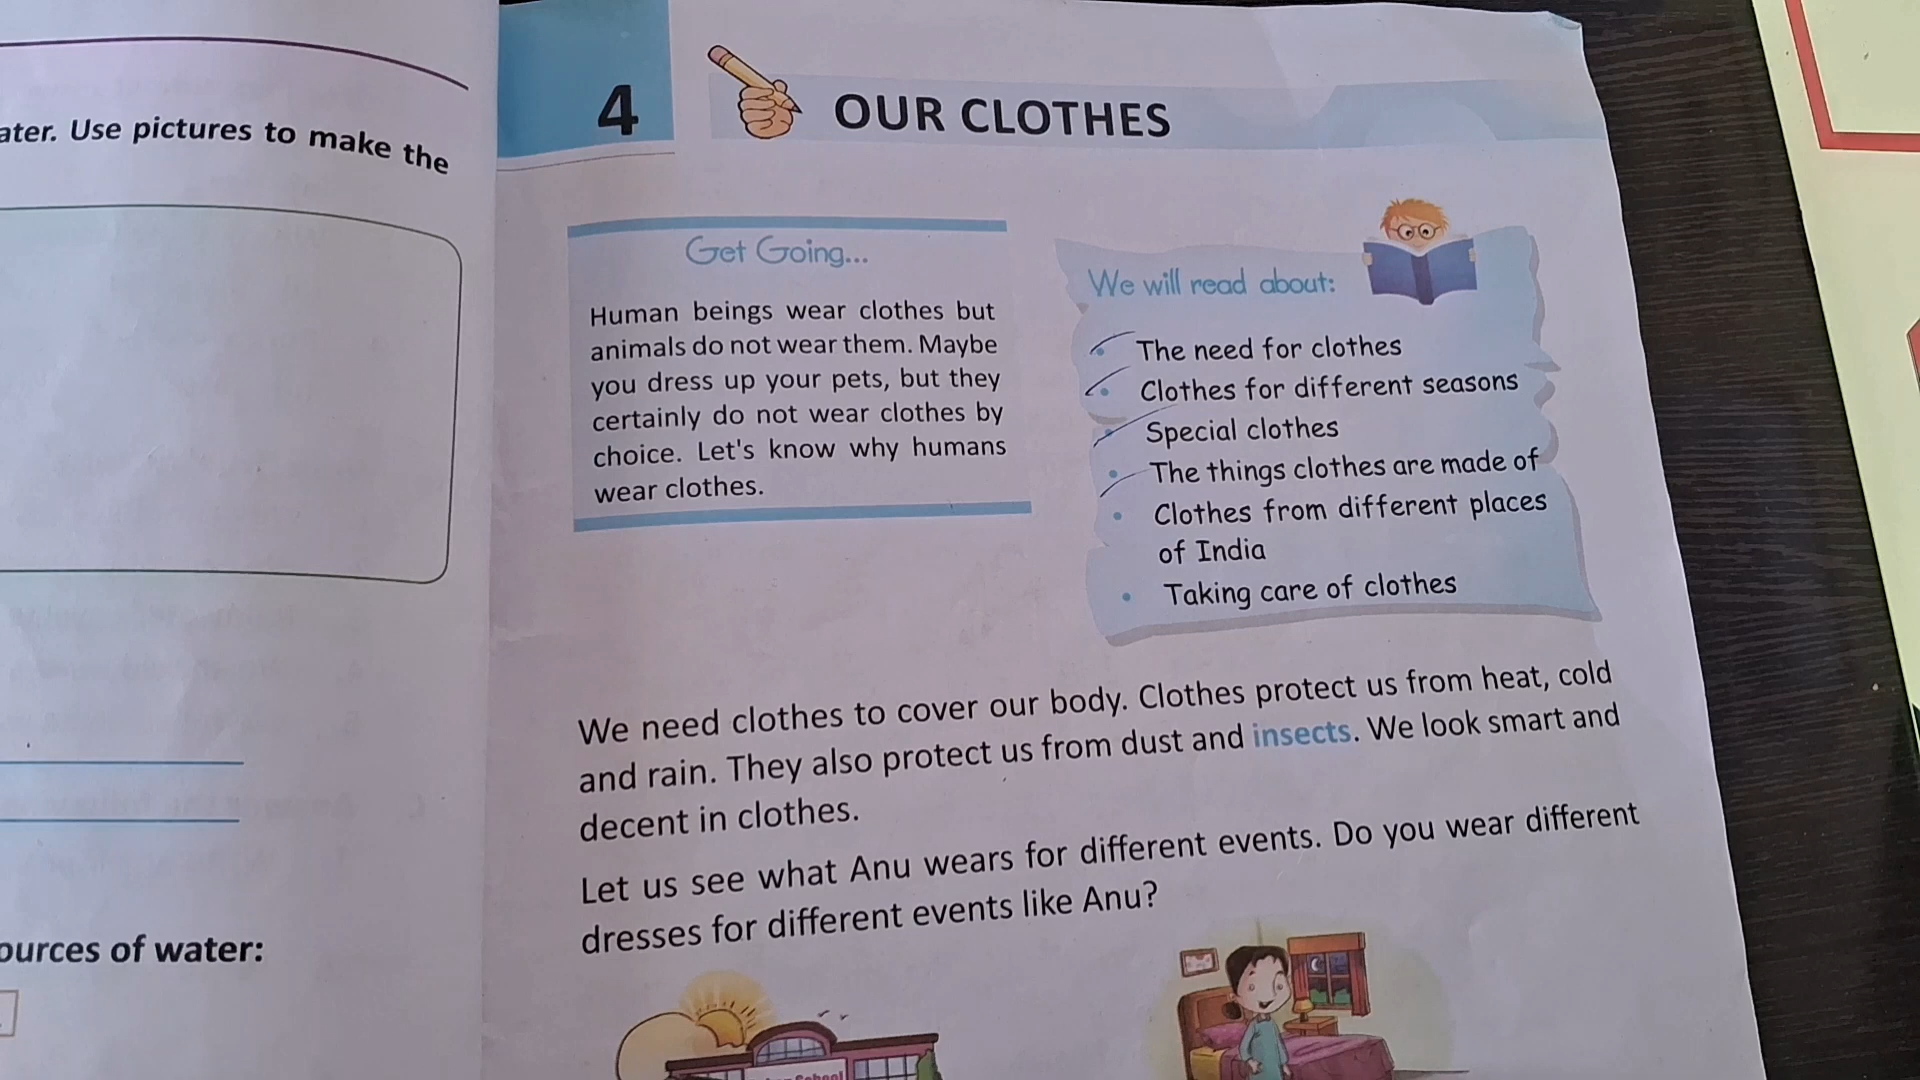 ater. Use pictures to make the
ources of water:
4
OUR CLOTHES
Get Going...
Human beings wear clothes but
animals do not wear them. Maybe
you dress up your pets, but they
certainly do not wear clothes by
choice. Let's know why humans
wear clothes.
We will read about:
• The need for clothes
• Clothes for different seasons
• Special clothes
• The things clothes are made of
• Clothes from different places
of India
• Taking care of clothes
We need clothes to cover our body. Clothes protect us from heat, cold
and rain. They also protect us from dust and insects. We look smart and
decent in clothes.
Let us see what Anu wears for different events. Do you wear different
dresses for different events like Anu?
School